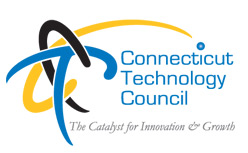 Connecticut
Technology
Council
The Catalyst for Innovation & Growth